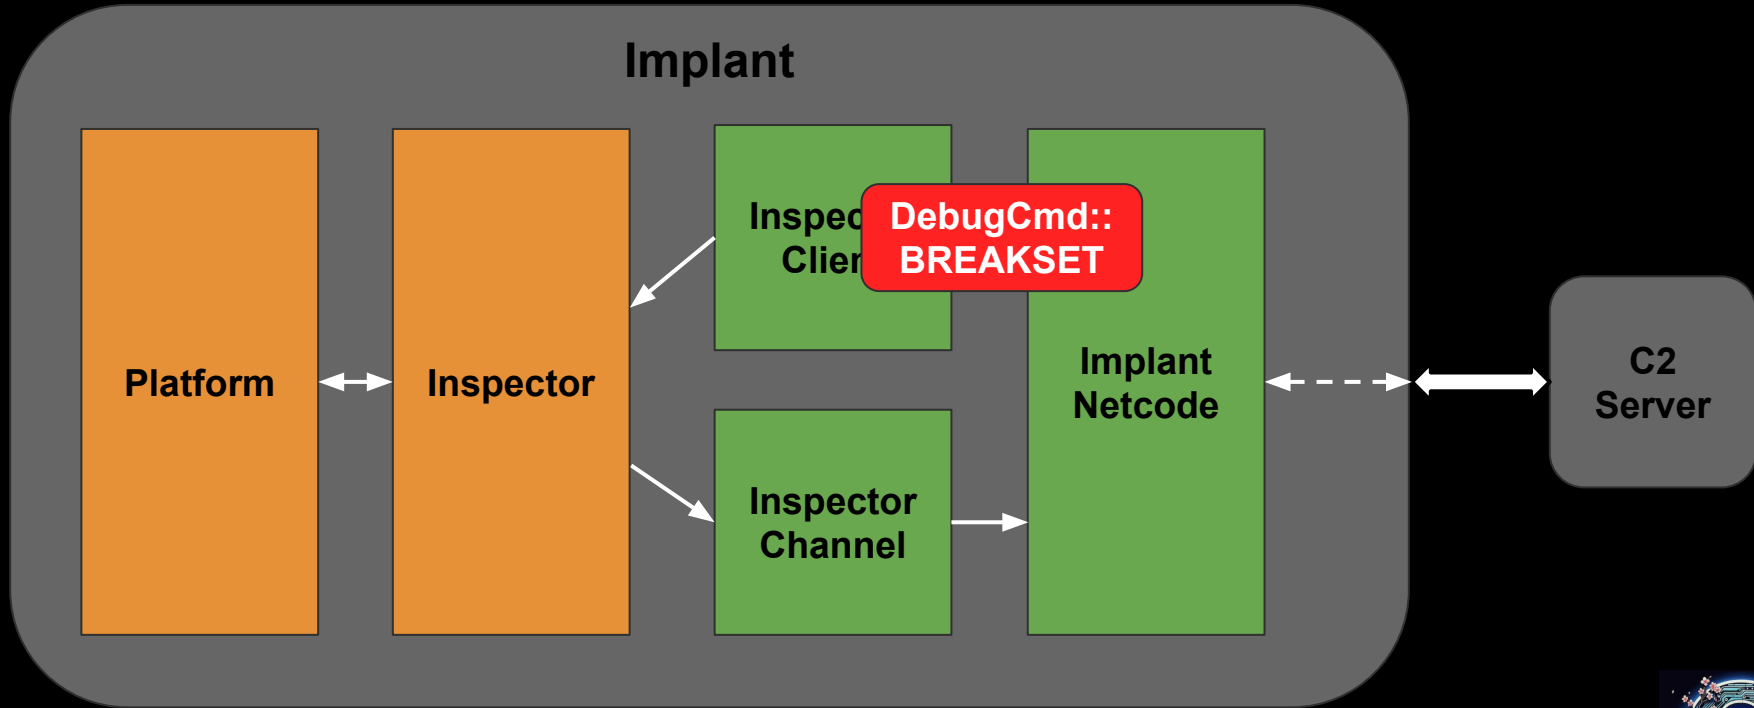 Implant
Platform
Inspector
Inspec
Clien
DebugCmd::
BREAKSET
Implant
Netcode
Inspector
Channel
C2
Server